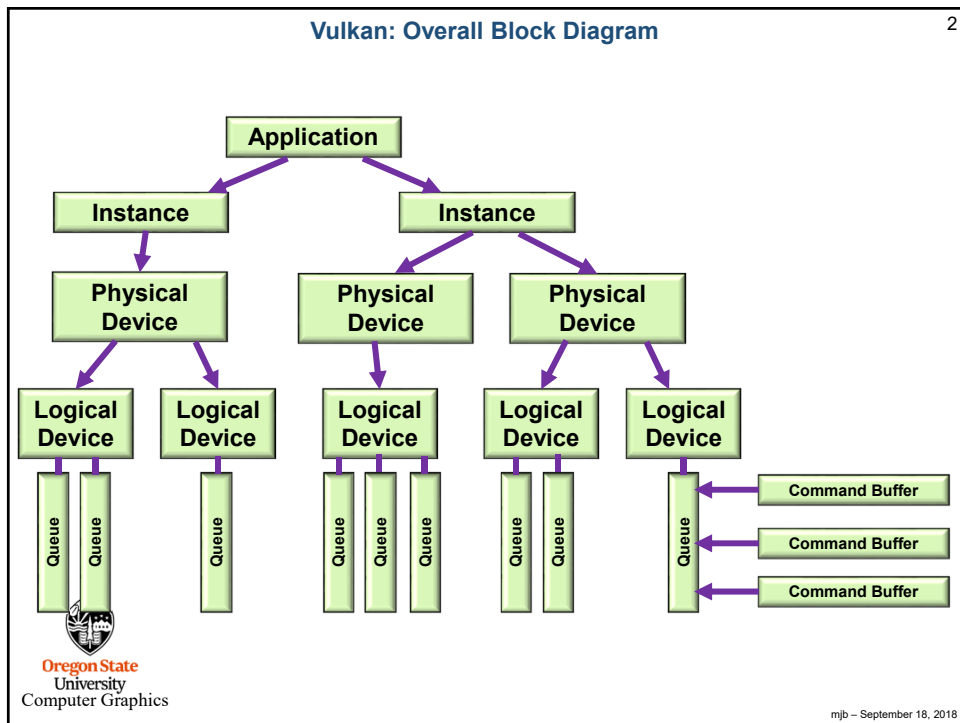 Vulkan: Overall Block Diagram
2
Application
Instance
Instance
Physical
Device
Physical
Device
Physical
Device
Logical
Device
Logical
Device
Logical
Device
Logical
Device
Logical
Device
Queue
Queue
Queue
Queue
Queue
Queue
Queue
Queue
Queue
Command Buffer
Command Buffer
Command Buffer
Oregon State
University
Computer Graphics
mjb – September 18, 2018